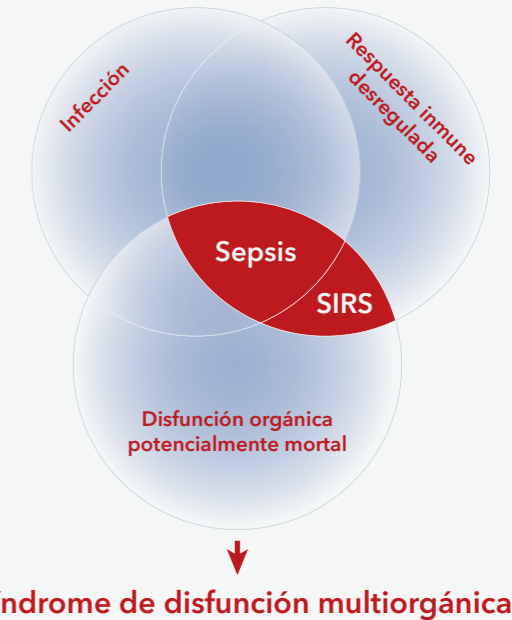 Infección
Respuesta inmune
desregulada
Sepsis
SIRS
Disfunción orgánica
potencialmente mortal
índrome de disfunción multiorgánica